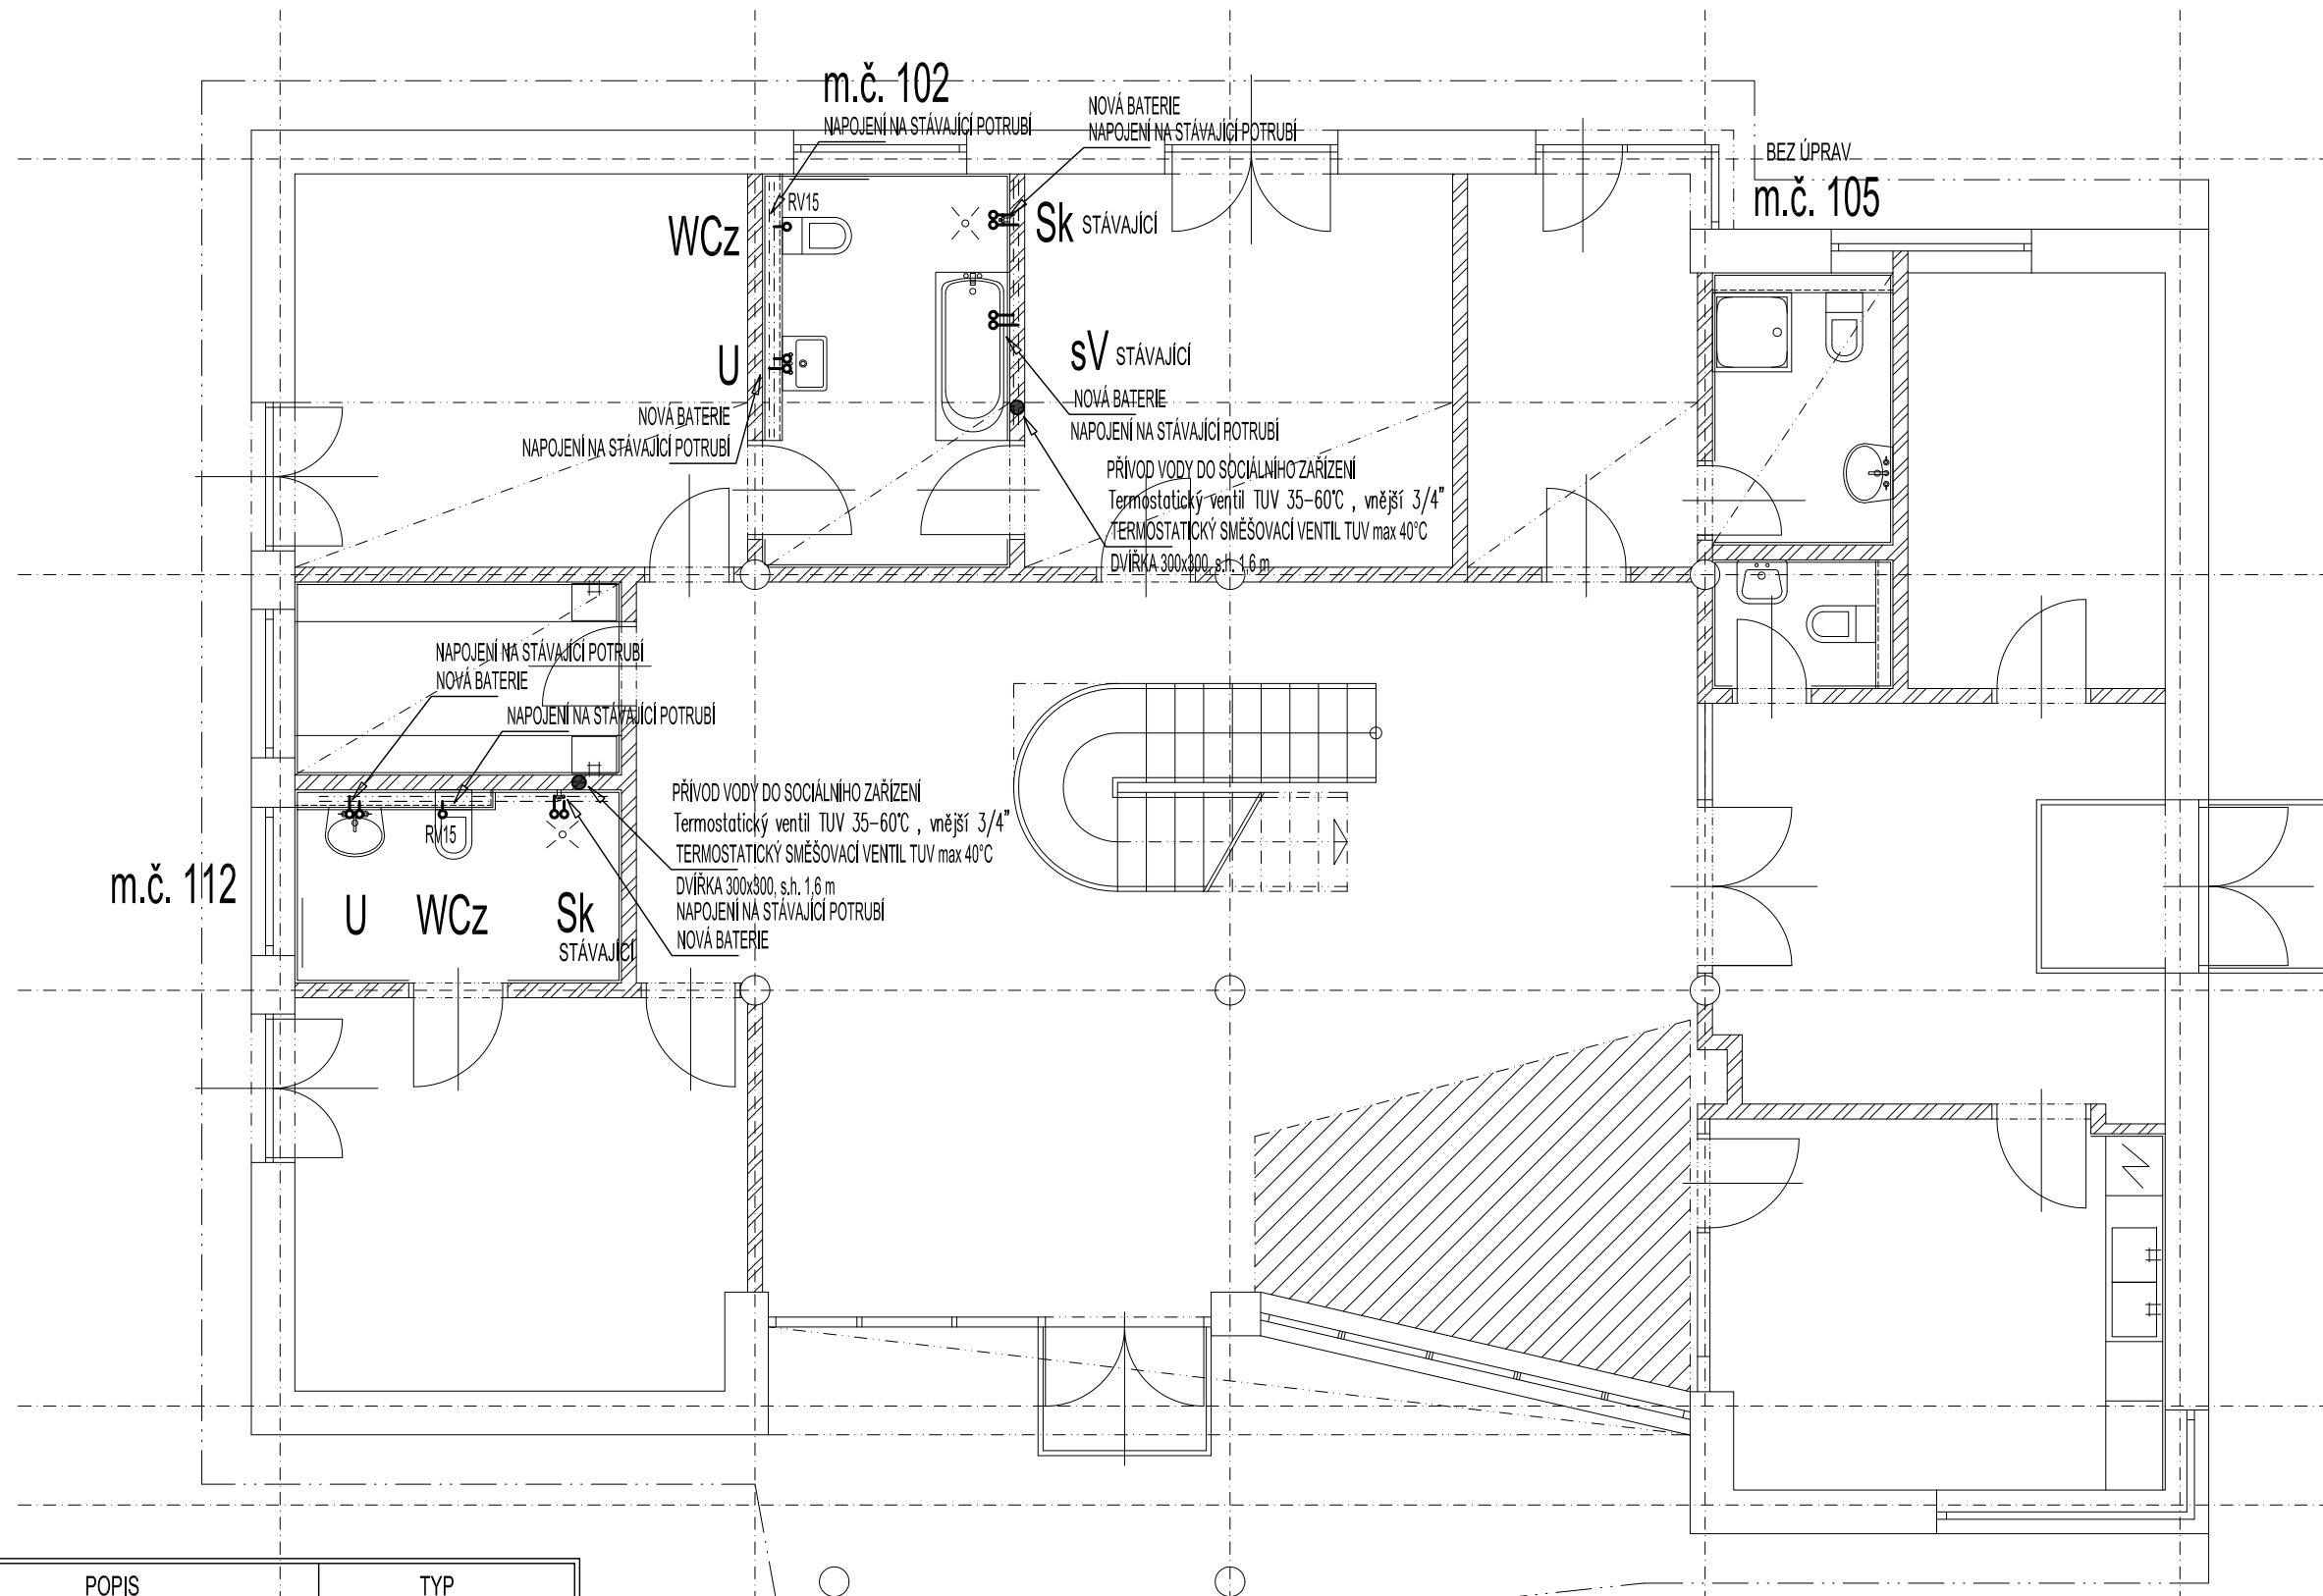 m.č. 102
NAPOJENÍ NA STÁVAJÍCÍ POTRUBÍ
NOVÁ BATERIE
NAPOJENÍ NA STÁVAJÍCÍ POTRUBÍ
BEZ ÚPRAV
m.č. 105
RV15
WCz
Sk STÁVAJÍCÍ
U
sV STÁVAJÍCÍ
NOVÁ BATERIE
NAPOJENÍ NA STÁVAJÍCÍ POTRUBÍ
NOVÁ BATERIE
NAPOJENÍ NA STÁVAJÍCÍ POTRUBÍ
PŘÍVOD VODY DO SOCIÁLNÍHO ZAŘÍZENÍ
Termostatický ventil TUV 35-60°C , vnější 3/4"
TERMOSTATICKÝ SMĚŠOVACÍ VENTIL TUV max 40°C
DVÍŘKA 300x300, s.h. 1,6 m
NAPOJENÍ NA STÁVAJÍCÍ POTRUBÍ
NOVÁ BATERIE
NAPOJENÍ NA STÁVAJÍCÍ POTRUBÍ
PŘÍVOD VODY DO SOCIÁLNÍHO ZAŘÍZENÍ
Termostatický ventil TUV 35-60°C , vnější 3/4"
TERMOSTATICKÝ SMĚŠOVACÍ VENTIL TUV max 40°C
DVÍŘKA 300x300, s.h. 1,6 m
NAPOJENÍ NA STÁVAJÍCÍ POTRUBÍ
NOVÁ BATERIE
RV15
m.č. 112
U WCz Sk
STÁVAJÍCÍ
POPIS TYP